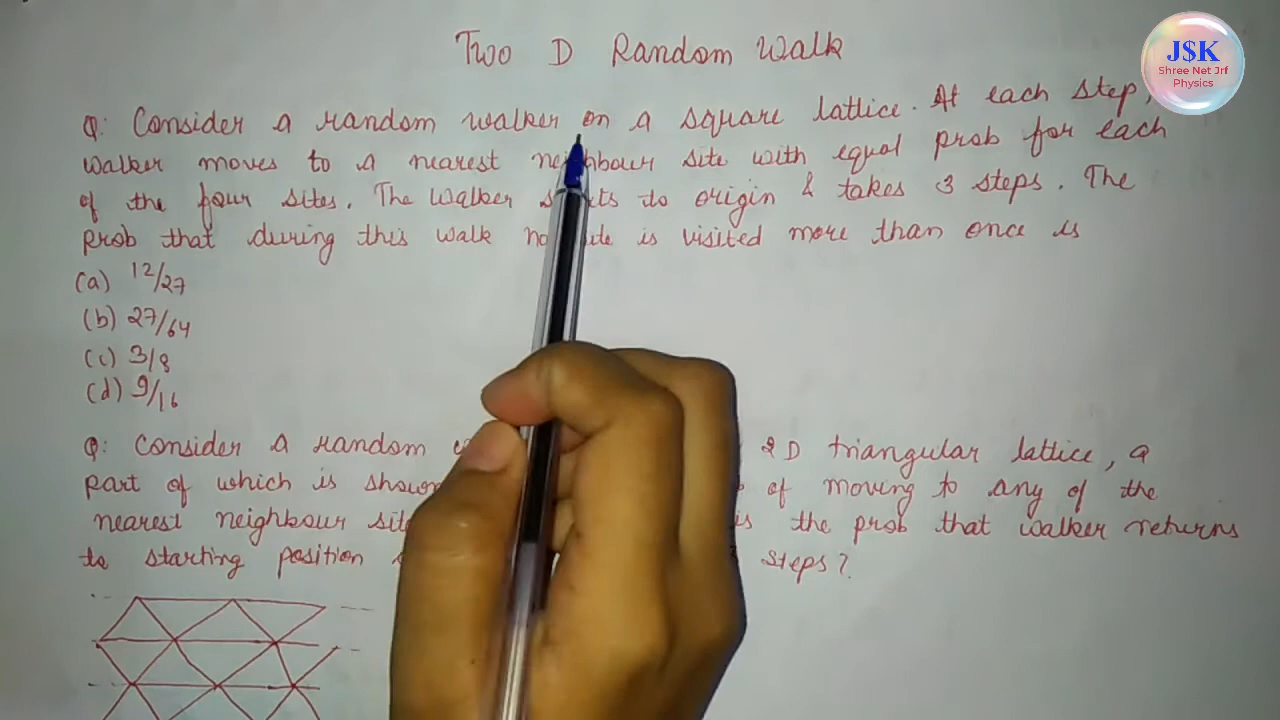 Two D Random Walk
J$K
Shree Net Jrf
Physics
Q: Consider a random walker on a square lattice. At each step,
walker moves to a nearest neighbour site with equal prob for each
of the four sites. The walker to origin & takes 3 steps. The
prob that during this walk is visited more than once is
(a) 12/27
(b) 27/64
(c) 3/8
(d) 9/16
Q: Consider a random 2D triangular lattice, a
part of which is shown of moving to any of the
nearest neighbour is the prob that walker returns
to starting position steps?